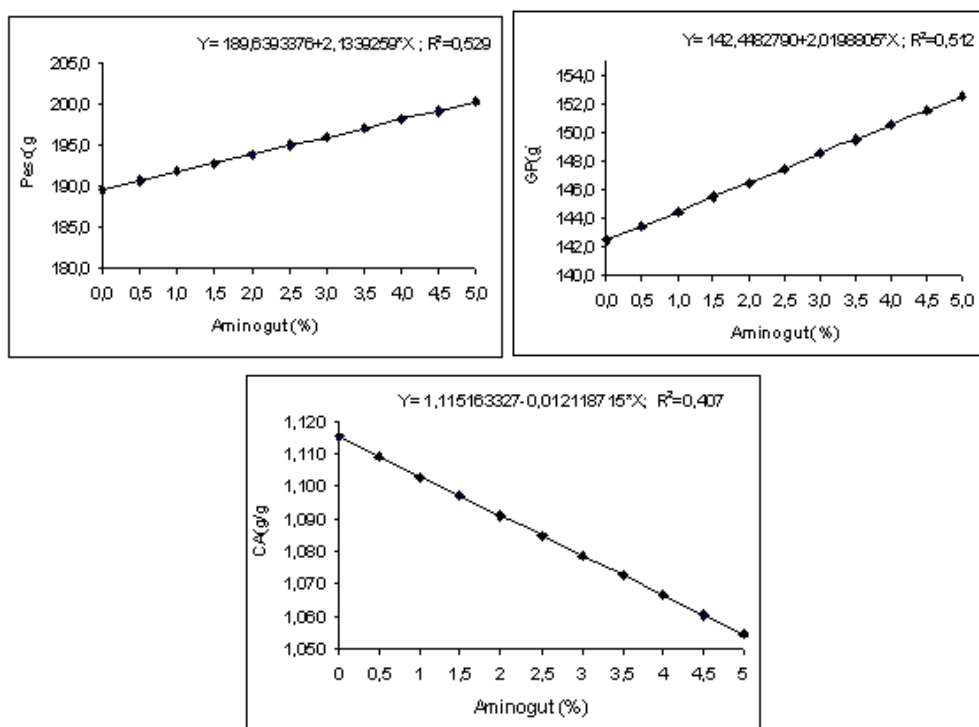 Y= 189,6393376+2,1339259*X ; R²=0,529
205,0
200,0
195,0
190,0
185,0
180,0
Peso(g
0,0 0,5 1,0 1,5 2,0 2,5 3,0 3,5 4,0 4,5 5,0
Aminogut (%)
Y= 142,4482790+2,0198805*X ; R²=0,512
154,0
152,0
150,0
148,0
146,0
144,0
142,0
140,0
GP(g)
0,0 0,5 1,0 1,5 2,0 2,5 3,0 3,5 4,0 4,5 5,0
Aminogut (%)
Y= 1,115163327-0,012118715*X; R²=0,407
1,120
1,110
1,100
1,090
1,080
1,070
1,060
1,050
CA(g/g
0 0,5 1 1,5 2 2,5 3 3,5 4 4,5 5
Aminogut (%)